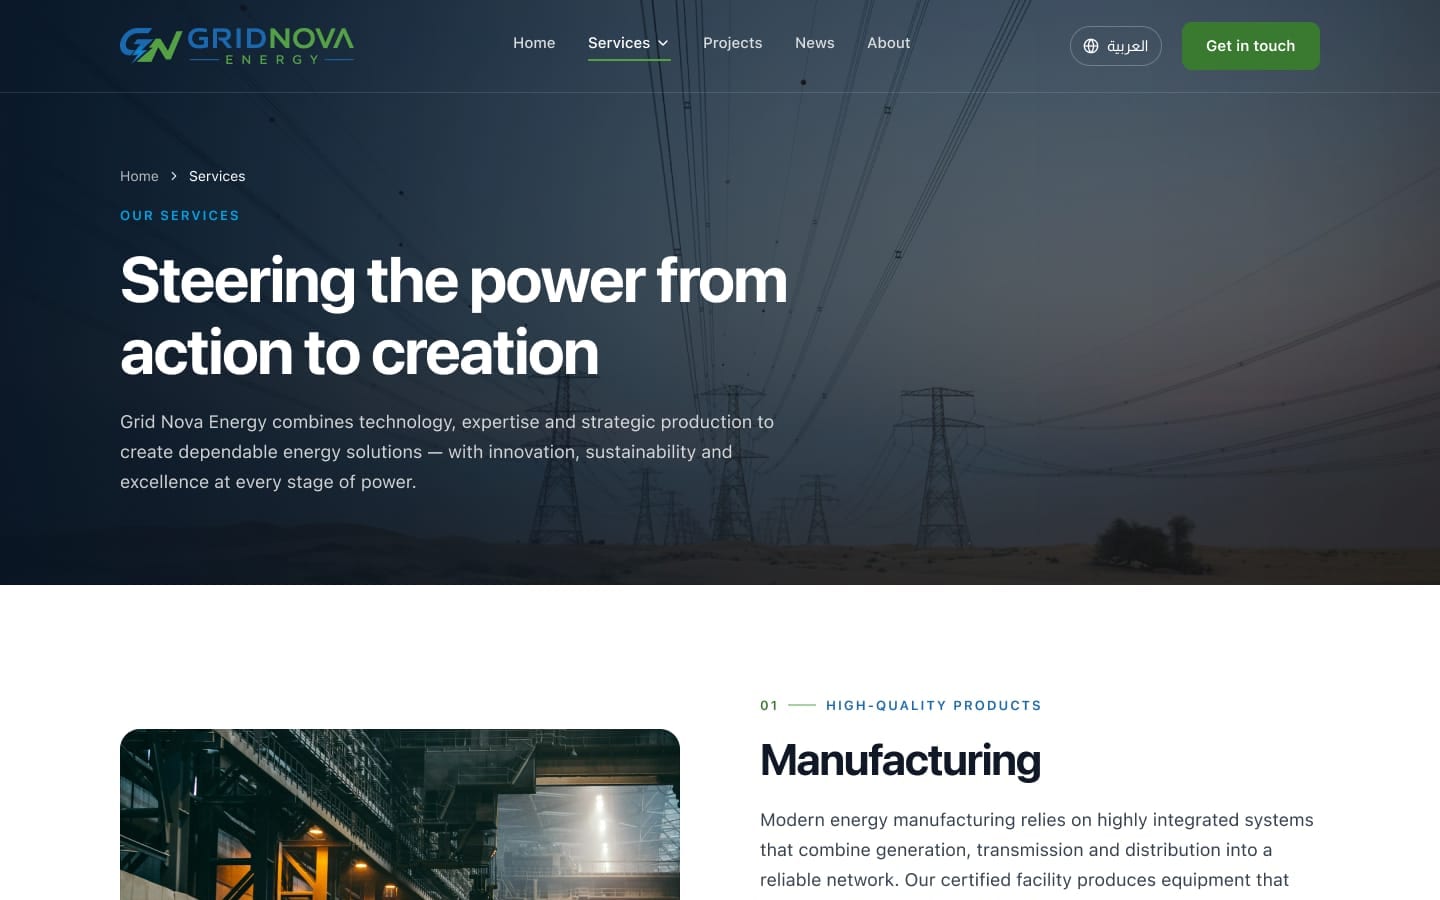 GN GRIDNOVA
ENERGY
Home
Services
Projects
News
About
العربية
Get in touch
Home > Services
OUR SERVICES
Steering the power from
action to creation
Grid Nova Energy combines technology, expertise and strategic production to
create dependable energy solutions — with innovation, sustainability and
excellence at every stage of power.
01 — HIGH-QUALITY PRODUCTS
Manufacturing
Modern energy manufacturing relies on highly integrated systems
that combine generation, transmission and distribution into a
reliable network. Our certified facility produces equipment that